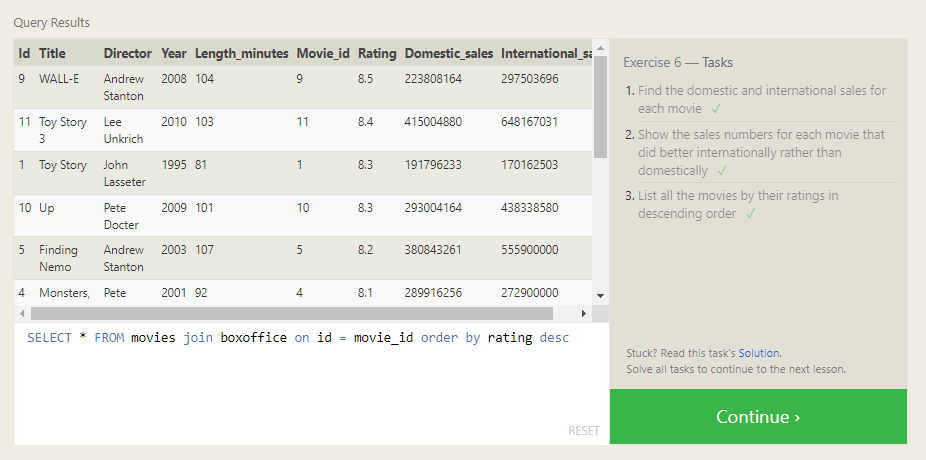 Query Results
Id Title Director Year Length_minutes Movie_id Rating Domestic_sales International_sa
9 WALL-E Andrew 2008 104 9 8.5 223808164 297503696
Stanton
11 Toy Story Lee 2010 103 11 8.4 415004880 648167031
3 Unkrich
1 Toy Story John 1995 81 1 8.3 191796233 170162503
Lasseter
10 Up Pete 2009 101 10 8.3 293004164 438338580
Docter
5 Finding Andrew 2003 107 5 8.2 380843261 555900000
Nemo Stanton
4 Monsters, Pete 2001 92 4 8.1 289916256 272900000
SELECT * FROM movies join boxoffice on id = movie_id order by rating desc
RESET
Exercise 6 — Tasks
1. Find the domestic and international sales for
each movie ✓
2. Show the sales numbers for each movie that
did better internationally rather than
domestically ✓
3. List all the movies by their ratings in
descending order ✓
Stuck? Read this task's Solution.
Solve all tasks to continue to the next lesson.
Continue ›